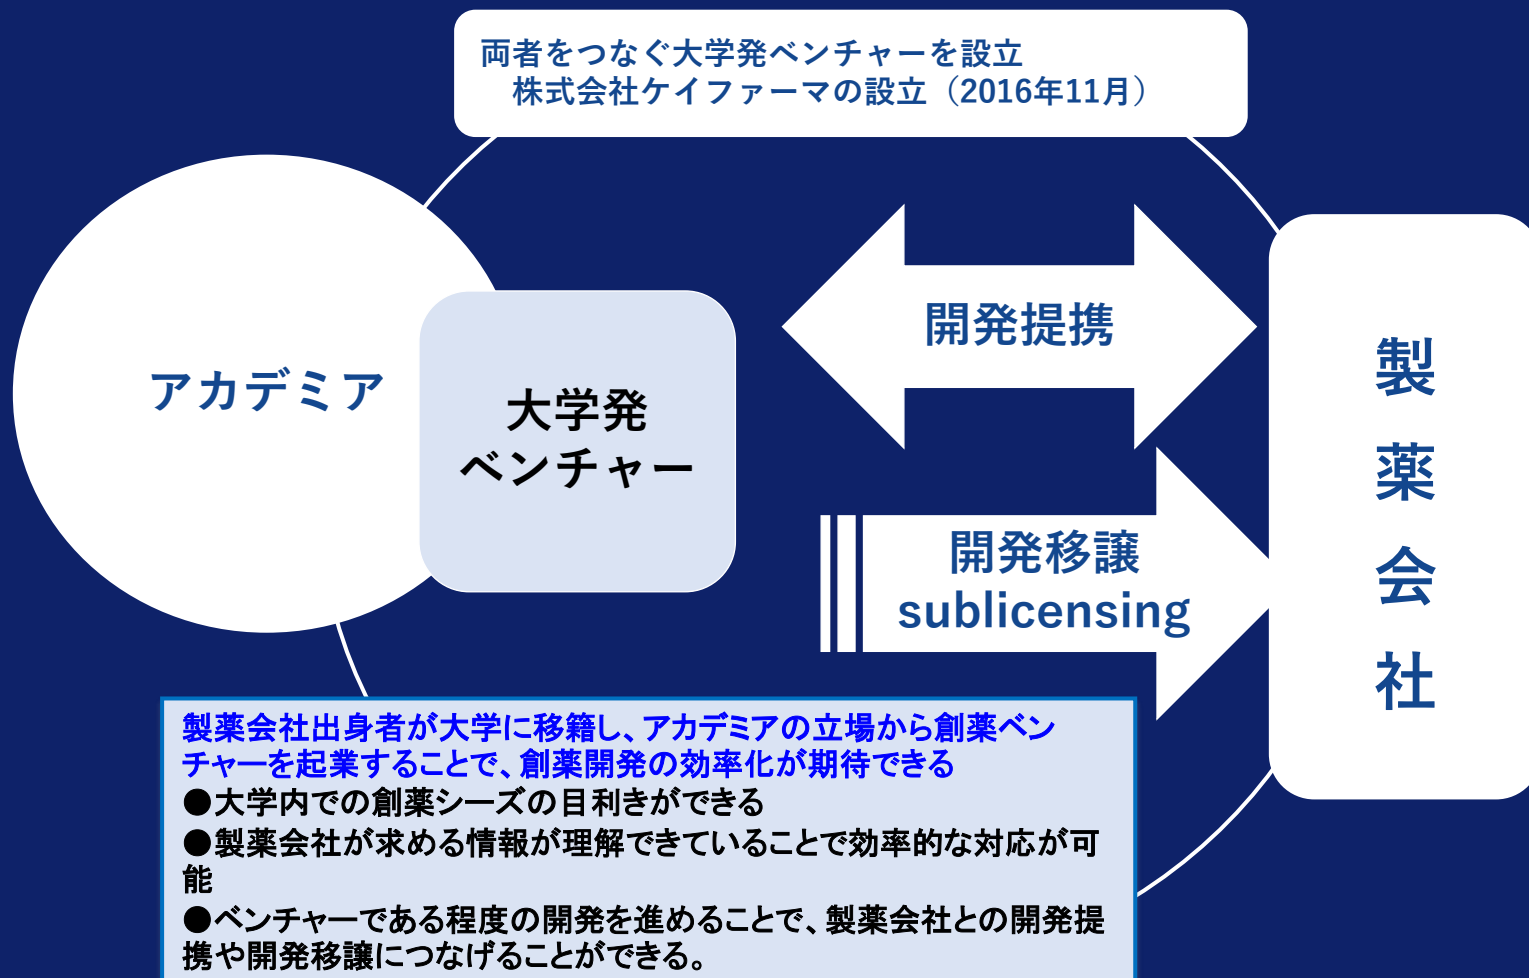 両者をつなぐ大学発ベンチャーを設立
株式会社ケイファーマの設立（2016年11月）
アカデミア
大学発
ベンチャー
開発提携
開発移譲
sublicensing
製
薬
会
社
製薬会社出身者が大学に移籍し、アカデミアの立場から創薬ベン
チャーを起業することで、創薬開発の効率化が期待できる
●大学内での創薬シーズの目利きができる
●製薬会社が求める情報が理解できていることで効率的な対応が可
能
●ベンチャーである程度の開発を進めることで、製薬会社との開発提
携や開発移譲につなげることができる。